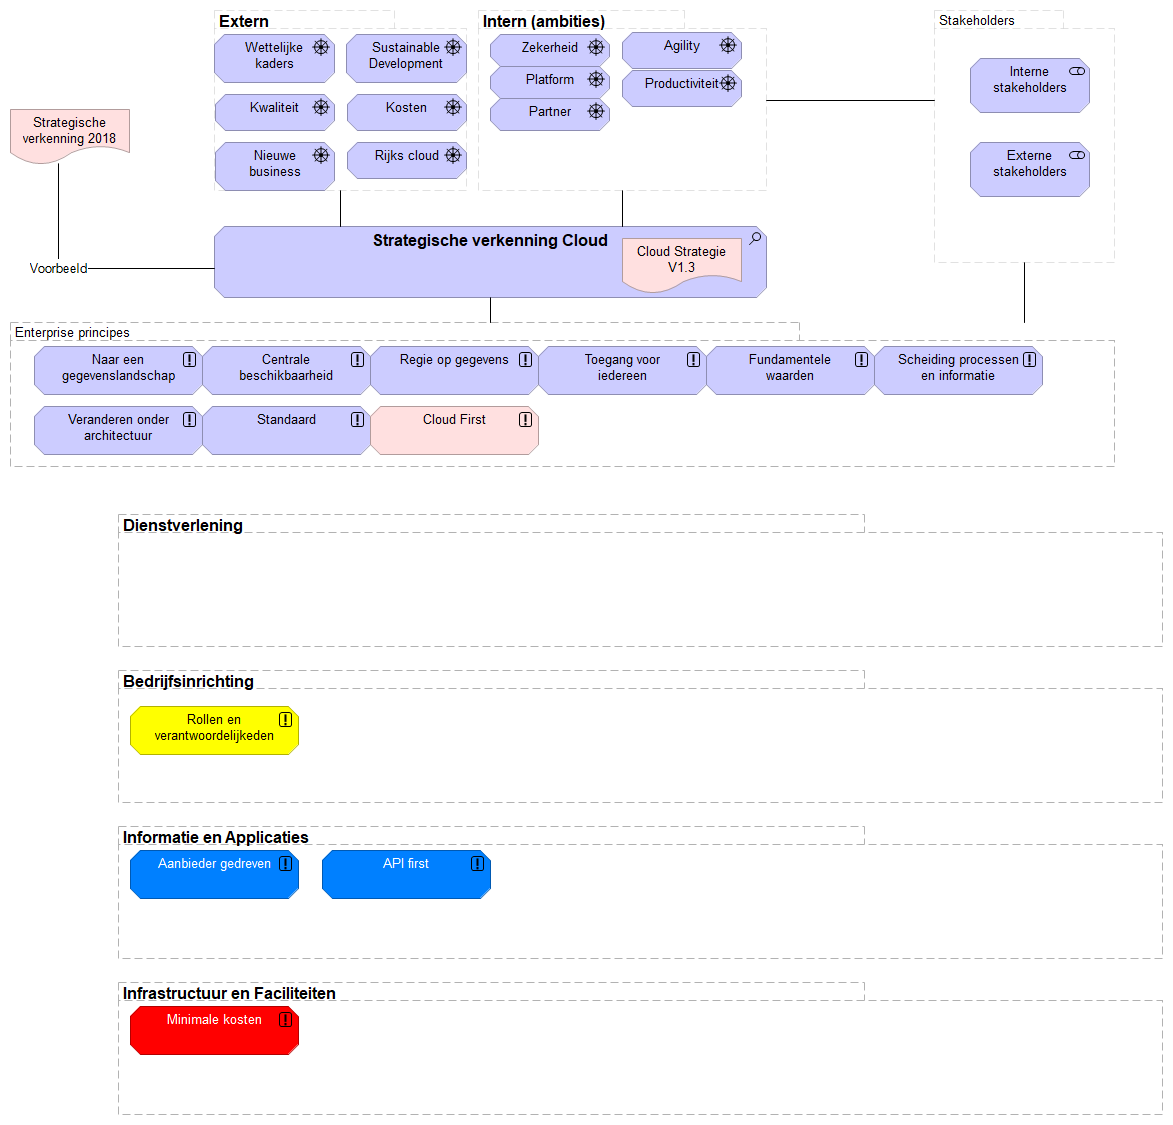 Extern
Wettelijke
kaders
Sustainable
Development
Kwaliteit
Kosten
Nieuwe
business
Rijks cloud
Intern (ambities)
Zekerheid
Platform
Partner
Agility
Productiviteit
Stakeholders
Interne
stakeholders
Externe
stakeholders
Strategische
verkenning 2018
Voorbeeld
Strategische verkenning Cloud
Cloud Strategie
V1.3
Enterprise principes
Naar een
gegevenslandschap
Centrale
beschikbaarheid
Regie op gegevens
Toegang voor
iedereen
Fundamentele
waarden
Scheiding processen
en informatie
Veranderen onder
architectuur
Standaard
Cloud First
Dienstverlening
Bedrijfsinrichting
Rollen en
verantwoordelijkeden
Informatie en Applicaties
Aanbieder gedreven
API first
Infrastructuur en Faciliteiten
Minimale kosten